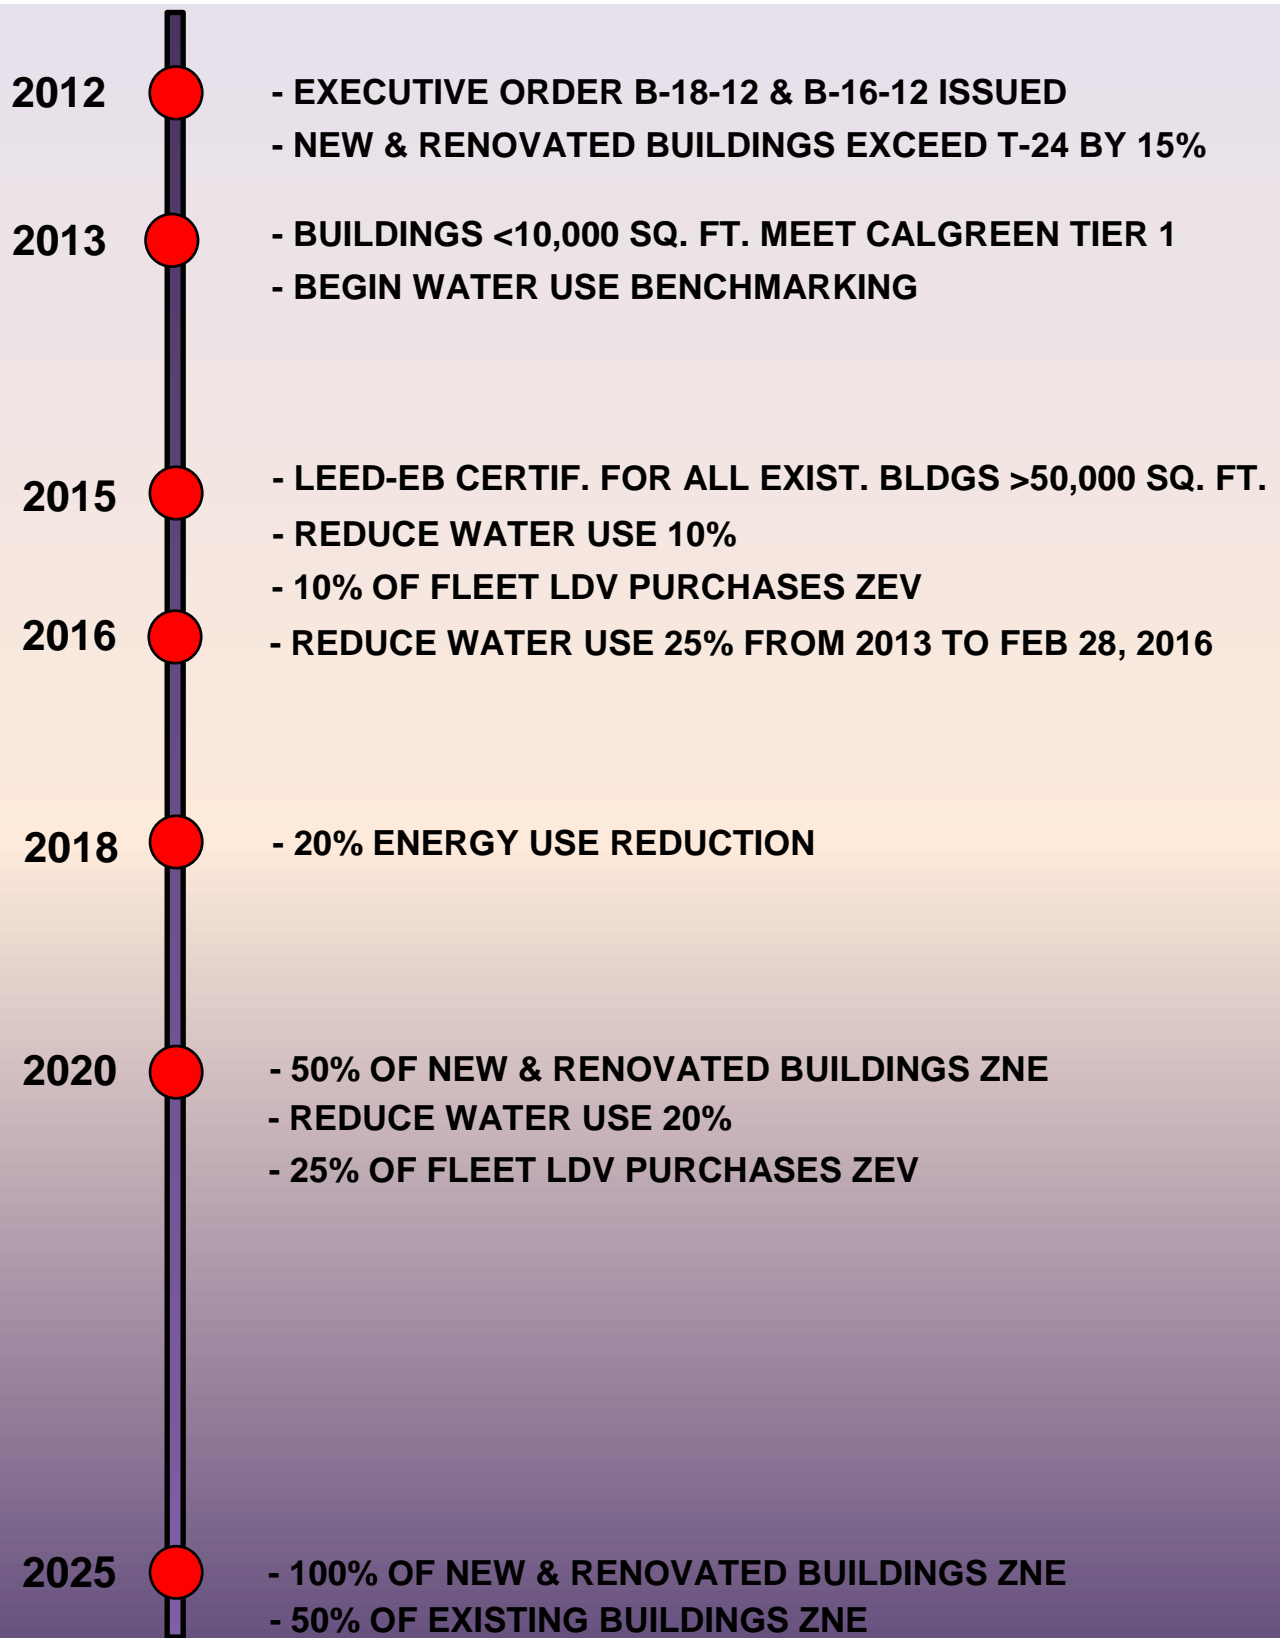 2012
- EXECUTIVE ORDER B-18-12 & B-16-12 ISSUED
- NEW & RENOVATED BUILDINGS EXCEED T-24 BY 15%
2013
- BUILDINGS <10,000 SQ. FT. MEET CALGREEN TIER 1
- BEGIN WATER USE BENCHMARKING
2015
- LEED-EB CERTIF. FOR ALL EXIST. BLDGS >50,000 SQ. FT.
- REDUCE WATER USE 10%
- 10% OF FLEET LDV PURCHASES ZEV
2016
- REDUCE WATER USE 25% FROM 2013 TO FEB 28, 2016
2018
- 20% ENERGY USE REDUCTION
2020
- 50% OF NEW & RENOVATED BUILDINGS ZNE
- REDUCE WATER USE 20%
- 25% OF FLEET LDV PURCHASES ZEV
2025
- 100% OF NEW & RENOVATED BUILDINGS ZNE
- 50% OF EXISTING BUILDINGS ZNE